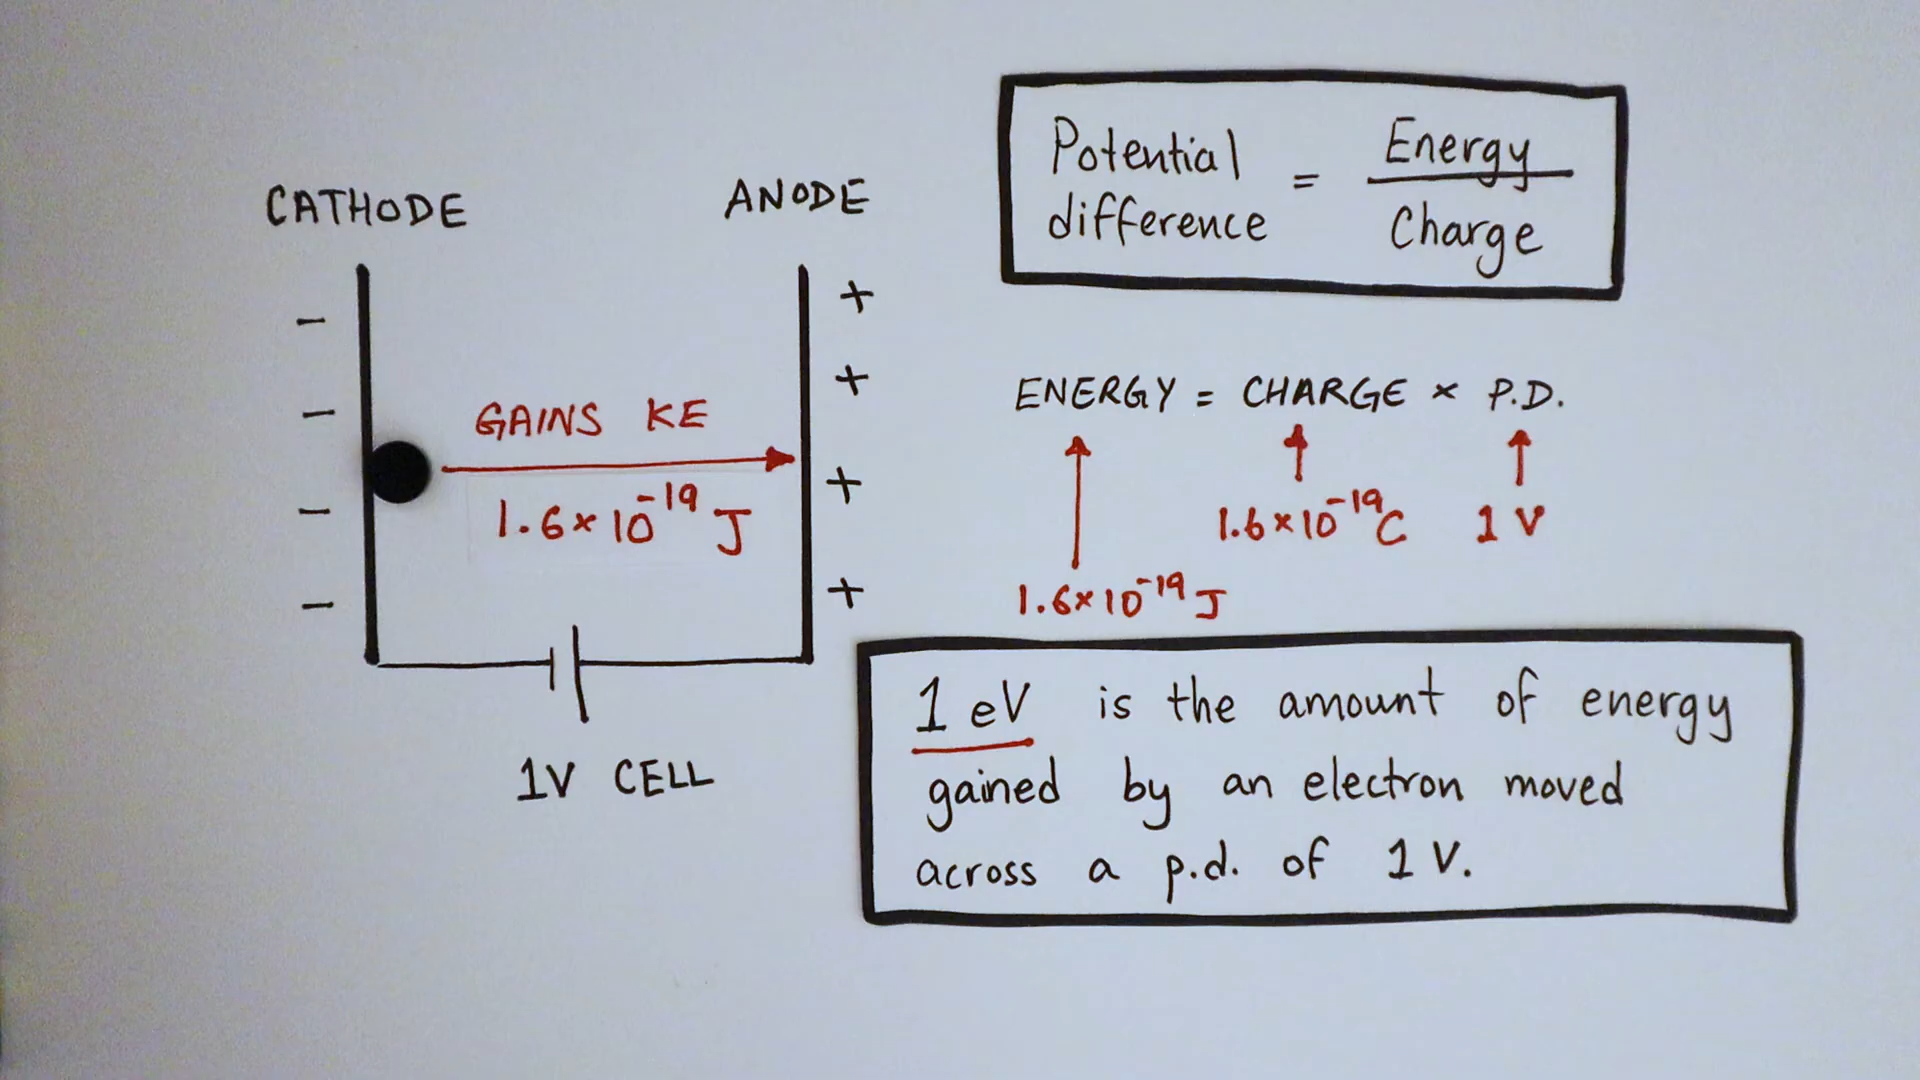 CATHODE
ANODE
−
−
−
−
+
+
+
+
GAINS KE
1.6×10⁻¹⁹ J
1V CELL
Potential difference = Energy / Charge
ENERGY = CHARGE × P.D.
1.6×10⁻¹⁹C
1 V
1.6×10⁻¹⁹ J
1 eV is the amount of energy
gained by an electron moved
across a p.d. of 1 V.